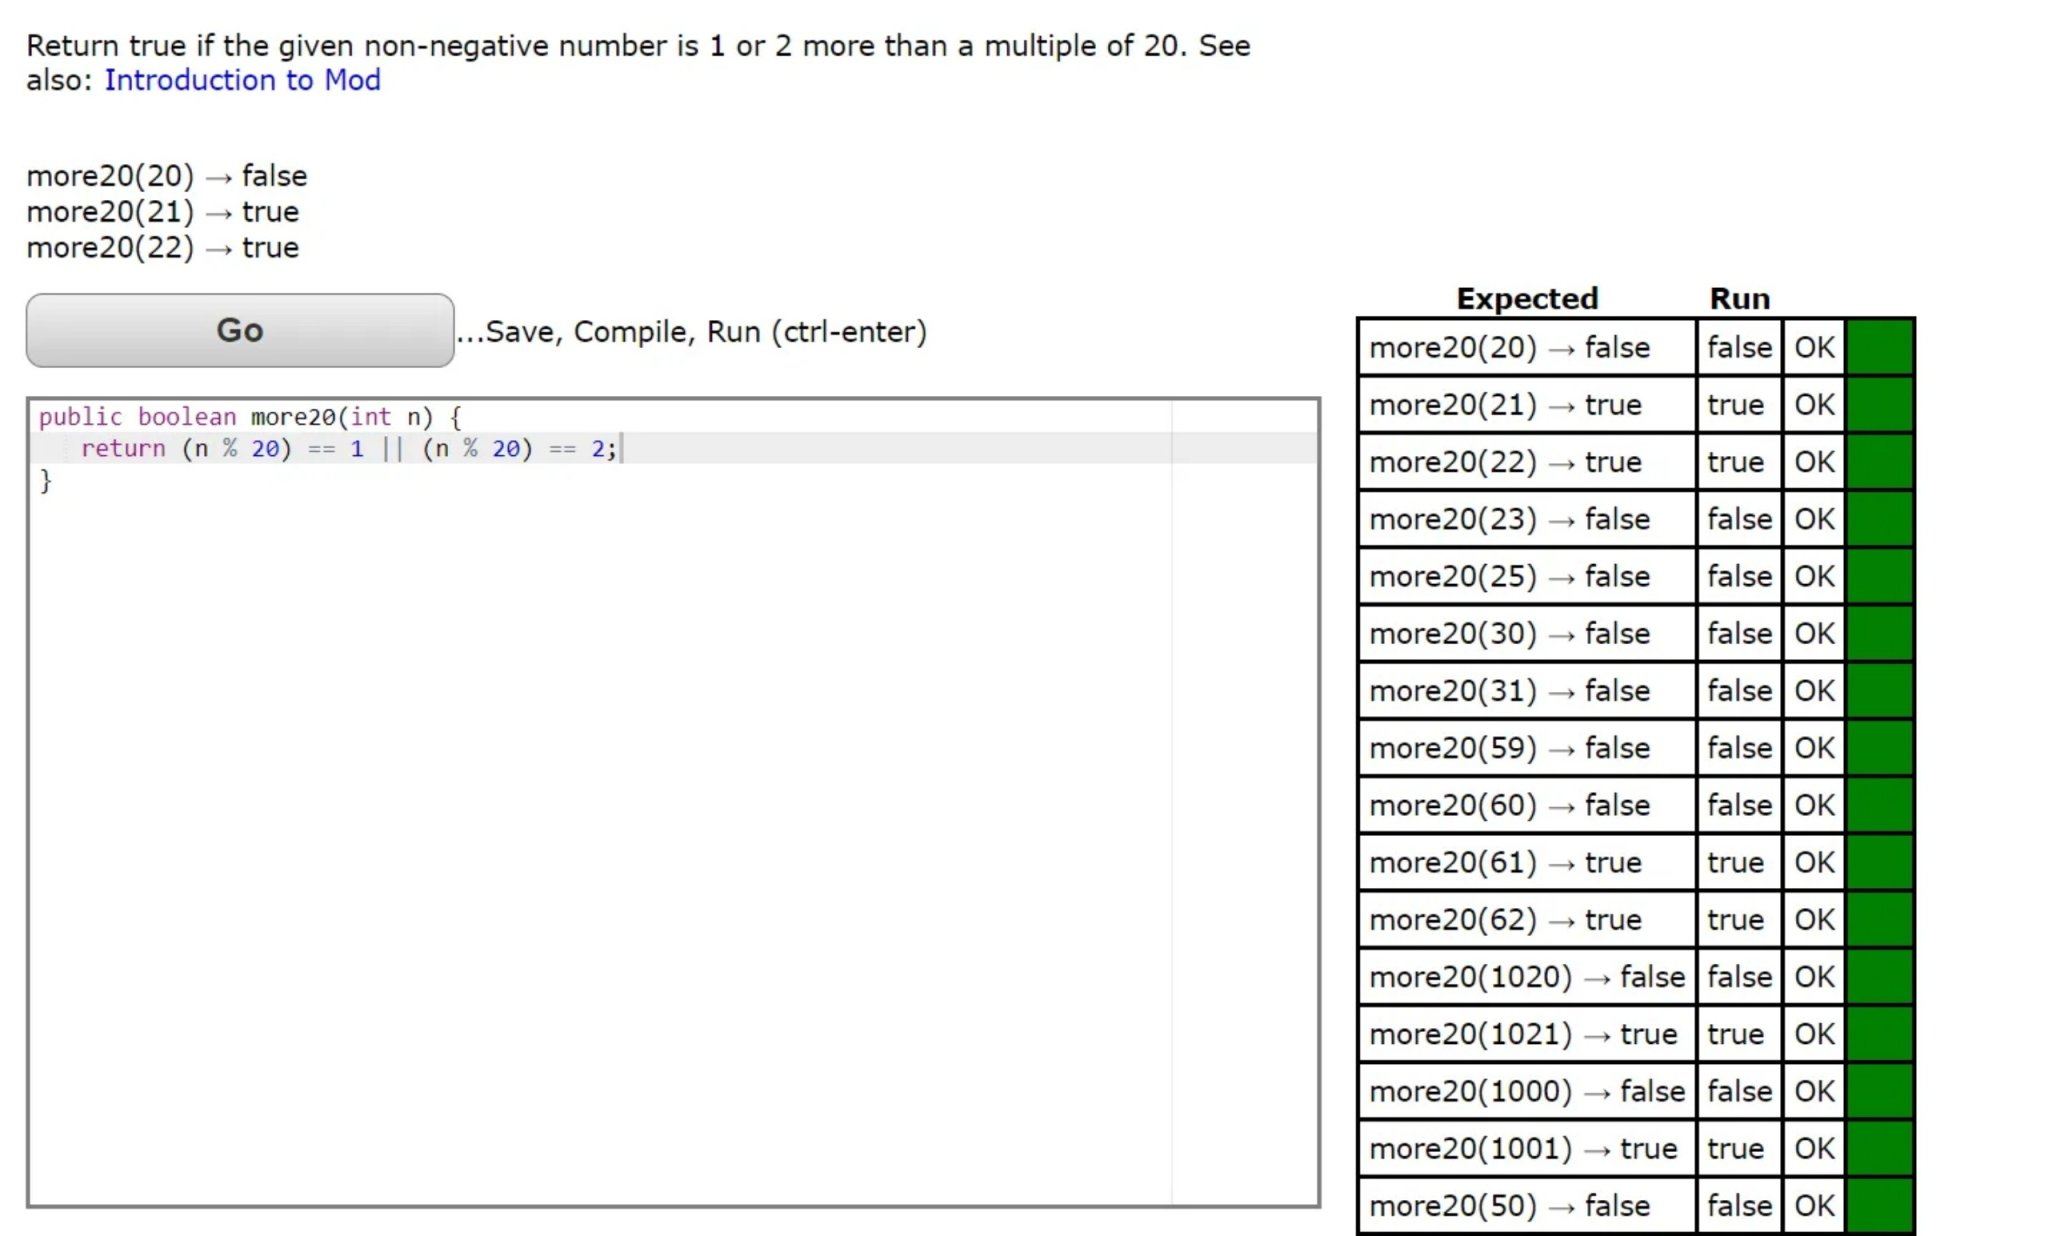 Return true if the given non-negative number is 1 or 2 more than a multiple of 20. See
also: Introduction to Mod
more20(20) → false
more20(21) → true
more20(22) → true
Go ...Save, Compile, Run (ctrl-enter)
public boolean more20(int n) {
return (n % 20) == 1 || (n % 20) == 2;
}
Expected Run
more20(20) → false false OK
more20(21) → true true OK
more20(22) → true true OK
more20(23) → false false OK
more20(25) → false false OK
more20(30) → false false OK
more20(31) → false false OK
more20(59) → false false OK
more20(60) → false false OK
more20(61) → true true OK
more20(62) → true true OK
more20(1020) → false false OK
more20(1021) → true true OK
more20(1000) → false false OK
more20(1001) → true true OK
more20(50) → false false OK